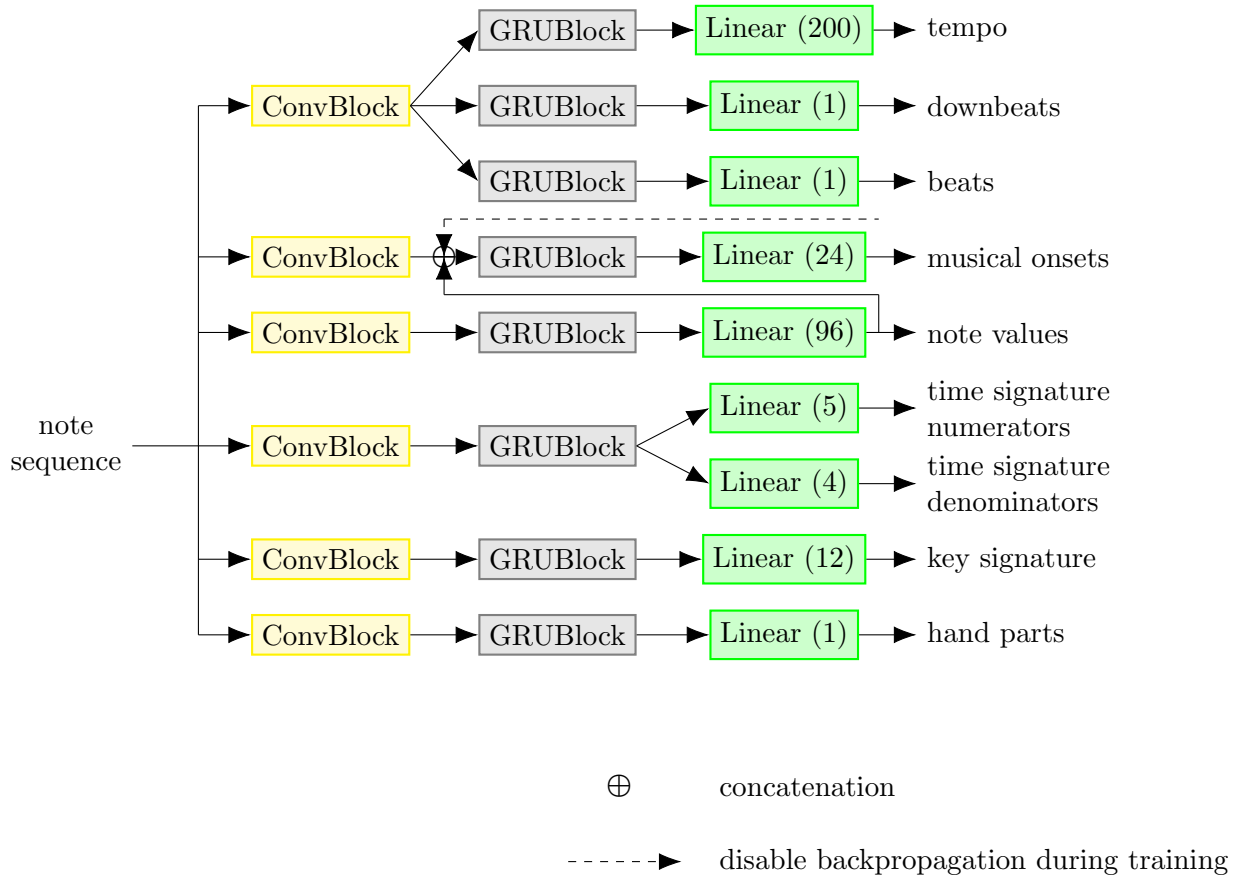 GRUBlock Linear (200) tempo
ConvBlock GRUBlock Linear (1) downbeats
GRUBlock Linear (1) beats
ConvBlock GRUBlock Linear (24) musical onsets
ConvBlock GRUBlock Linear (96) note values
Linear (5) time signature
numerators
note
sequence
ConvBlock GRUBlock
Linear (4) time signature
denominators
ConvBlock GRUBlock Linear (12) key signature
ConvBlock GRUBlock Linear (1) hand parts
concatenation
disable backpropagation during training